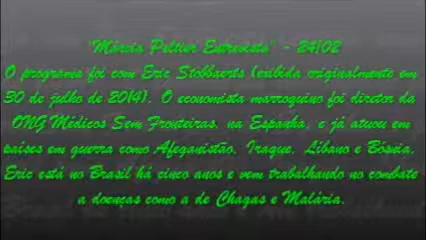 "Márcia Peltier Entrevista" - 24/02
O programa foi com Eric Stobbaerts (exibida originalmente em
30 de julho de 2014). O economista marroquino foi diretor da
ONG Médicos Sem Fronteiras, na Espanha, e já atuou em
países em guerra como Afeganistão, Iraque, Líbano e Bósnia.
Eric está no Brasil há cinco anos e vem trabalhando no combate
a doenças como a de Chagas e Malária.